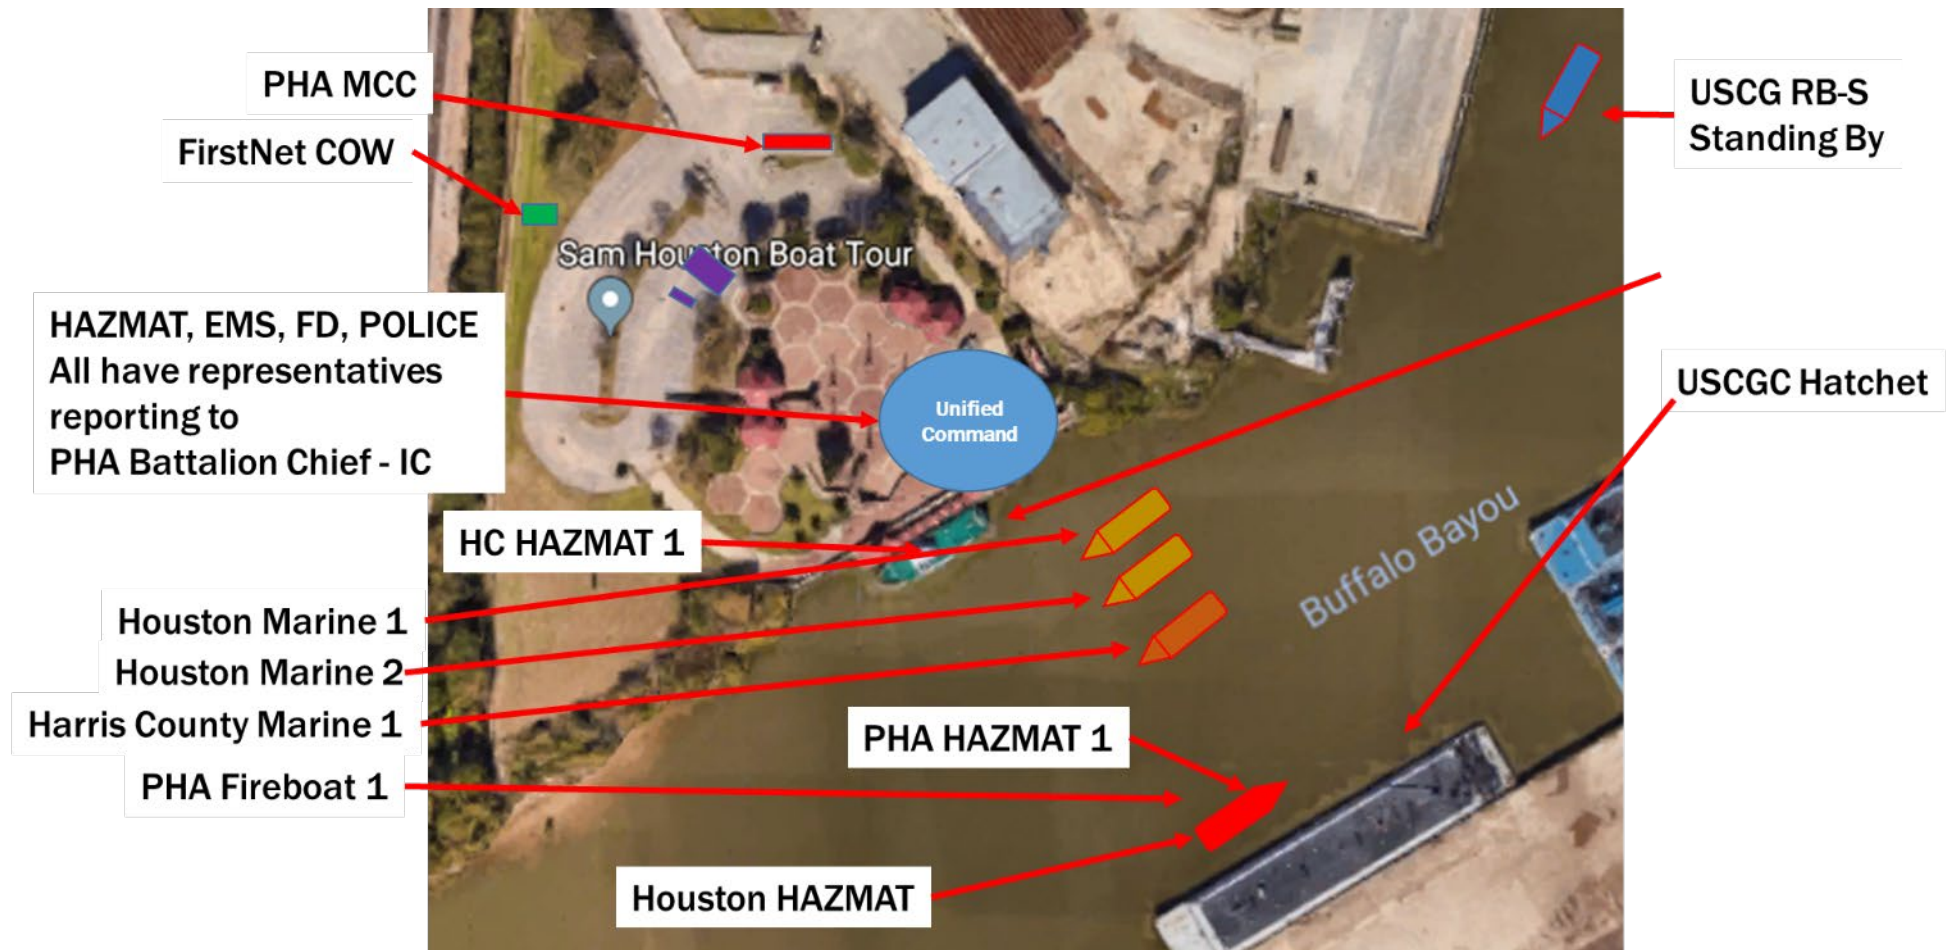 PHA MCC
FirstNet COW
USCG RB-S
Standing By
Sam Houston Boat Tour
HAZMAT, EMS, FD, POLICE
All have representatives
reporting to
PHA Battalion Chief - IC
Unified
Command
USCGC Hatchet
HC HAZMAT 1
Buffalo Bayou
Houston Marine 1
Houston Marine 2
Harris County Marine 1
PHA Fireboat 1
PHA HAZMAT 1
Houston HAZMAT